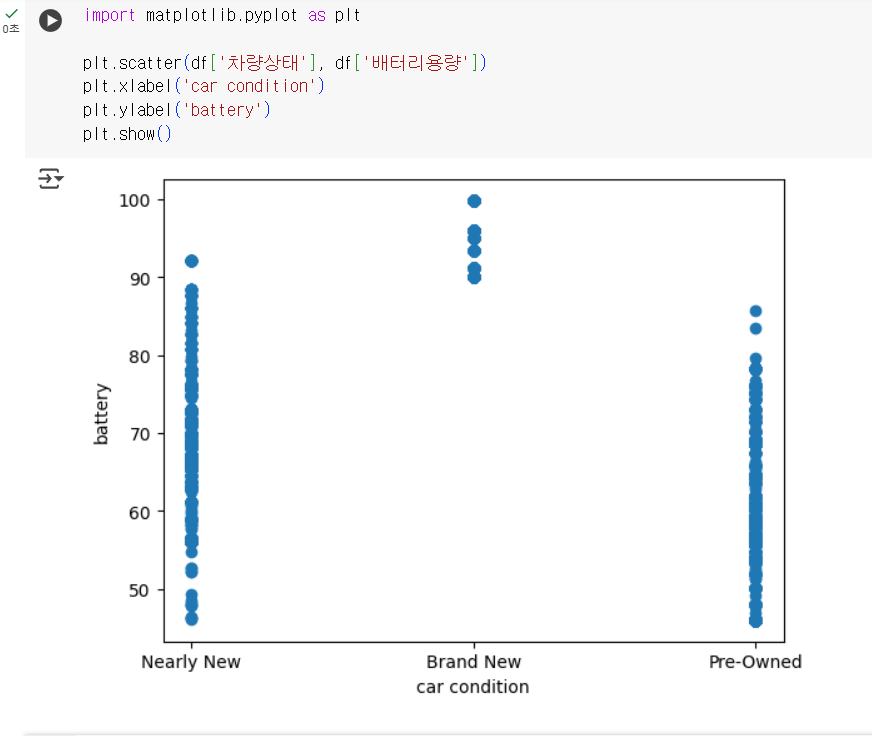 import matplotlib.pyplot as plt
0초
plt.scatter(df['차량상태'], df['배터리용량'])
plt.xlabel('car condition')
plt.ylabel('battery')
plt.show()
100
90
80
70
60
50
battery
Nearly New Brand New Pre-Owned
car condition